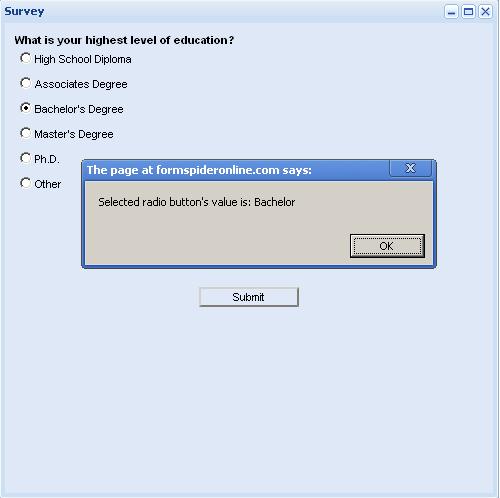 Survey
What is your highest level of education?
High School Diploma
Associates Degree
Bachelor's Degree
Master's Degree
Ph.D.
Other
The page at formspideronline.com says:
Selected radio button's value is: Bachelor
OK
Submit